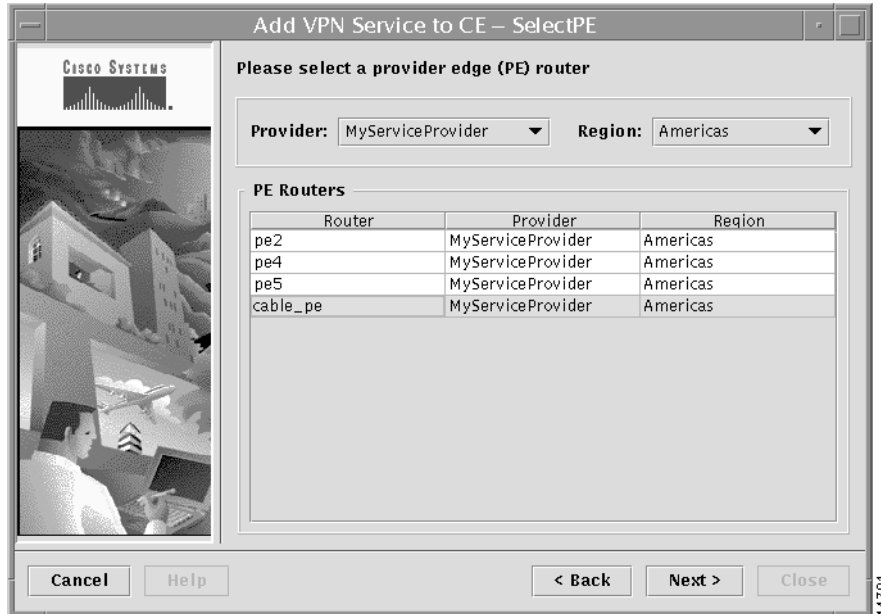 Add VPN Service to CE – SelectPE
CISCO SYSTEMS
Please select a provider edge (PE) router
Provider: MyServiceProvider Region: Americas
PE Routers
Router Provider Region
pe2 MyServiceProvider Americas
pe4 MyServiceProvider Americas
pe5 MyServiceProvider Americas
cable_pe MyServiceProvider Americas
Cancel Help < Back Next > Close